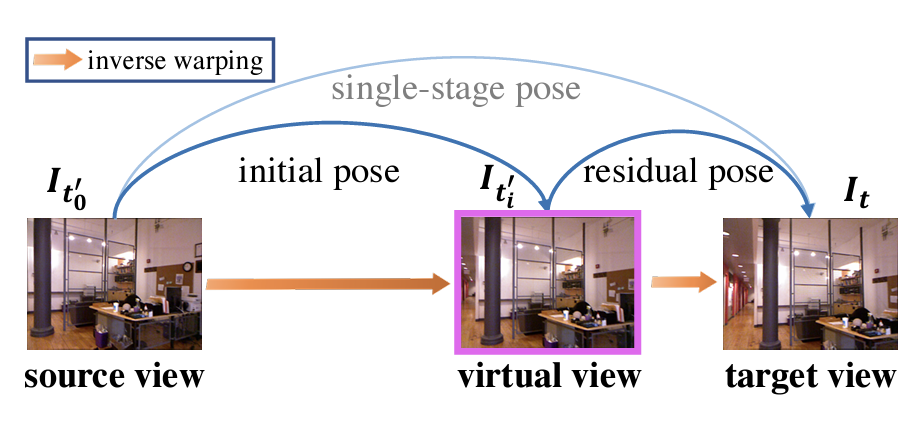 inverse warping
single-stage pose
initial pose
residual pose
I_{t'_0}
I_{t'_i}
I_t
source view
virtual view
target view